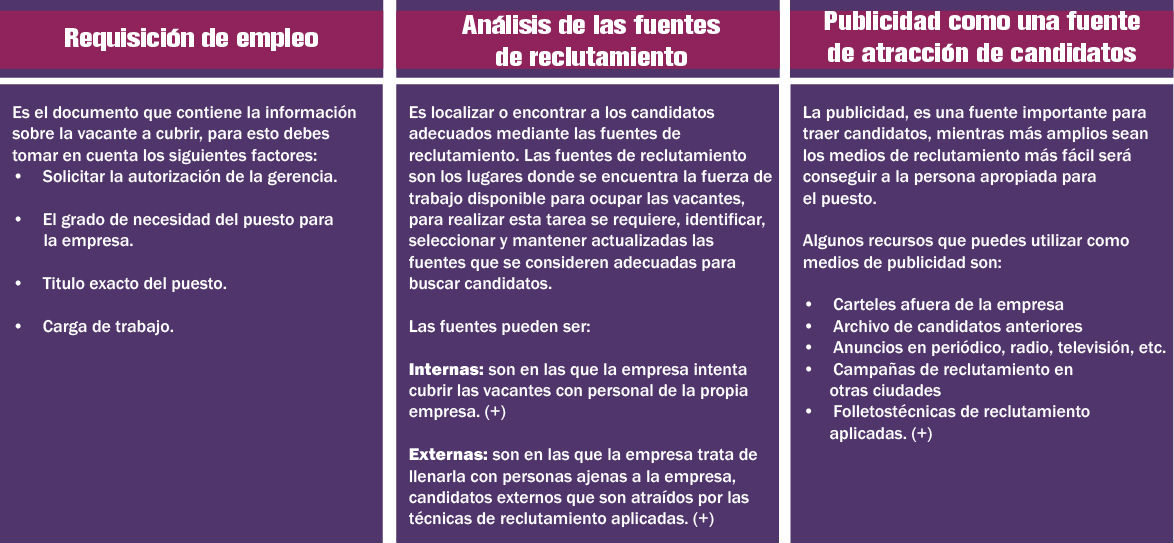 Requisición de empleo
Es el documento que contiene la información
sobre la vacante a cubrir, para esto debes
tomar en cuenta los siguientes factores:
• Solicitar la autorización de la gerencia.
• El grado de necesidad del puesto para
la empresa.
• Titulo exacto del puesto.
• Carga de trabajo.
Análisis de las fuentes
de reclutamiento
Es localizar o encontrar a los candidatos
adecuados mediante las fuentes de
reclutamiento. Las fuentes de reclutamiento
son los lugares donde se encuentra la fuerza de
trabajo disponible para ocupar las vacantes,
para realizar esta tarea se requiere, identificar,
seleccionar y mantener actualizadas las
fuentes que se consideren adecuadas para
buscar candidatos.
Las fuentes pueden ser:
Internas: son en las que la empresa intenta
cubrir las vacantes con personal de la propia
empresa. (+)
Externas: son en las que la empresa trata de
llenarla con personas ajenas a la empresa,
candidatos externos que son atraídos por las
técnicas de reclutamiento aplicadas. (+)
Publicidad como una fuente
de atracción de candidatos
La publicidad, es una fuente importante para
traer candidatos, mientras más amplios sean
los medios de reclutamiento más fácil será
conseguir a la persona apropiada para
el puesto.
Algunos recursos que puedes utilizar como
medios de publicidad son:
• Carteles afuera de la empresa
• Archivo de candidatos anteriores
• Anuncios en periódico, radio, televisión, etc.
• Campañas de reclutamiento en
otras ciudades
• Folletostécnicas de reclutamiento
aplicadas. (+)